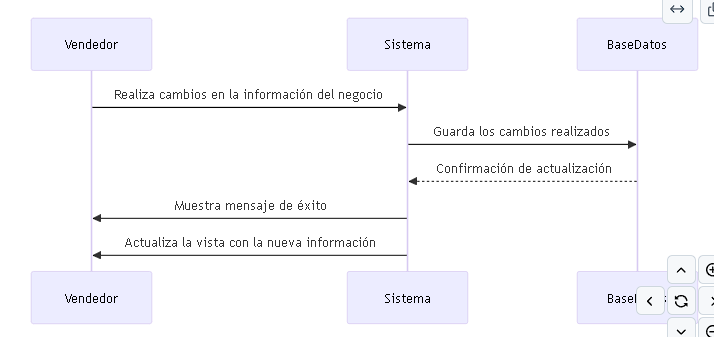 Vendedor Sistema BaseDatos
Realiza cambios en la información del negocio
Guarda los cambios realizados
Confirmación de actualización
Muestra mensaje de éxito
Actualiza la vista con la nueva información
Vendedor Sistema